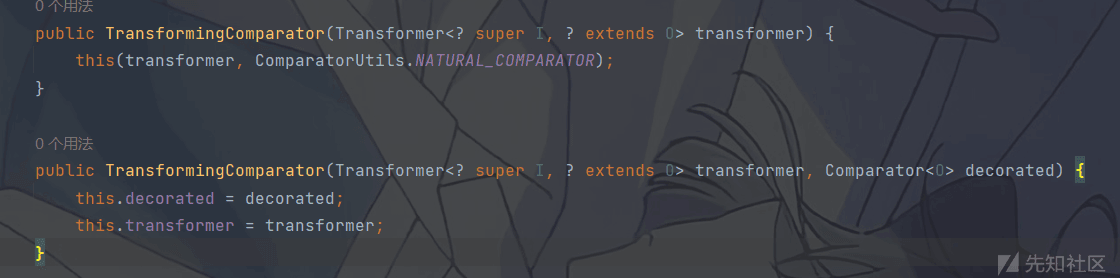 0 个用法
public TransformingComparator(Transformer<? super I, ? extends O> transformer) {
this(transformer, ComparatorUtils.NATURAL_COMPARATOR);
}
0 个用法
public TransformingComparator(Transformer<? super I, ? extends O> transformer, Comparator<O> decorated) {
this.decorated = decorated;
this.transformer = transformer;
}
先知社区